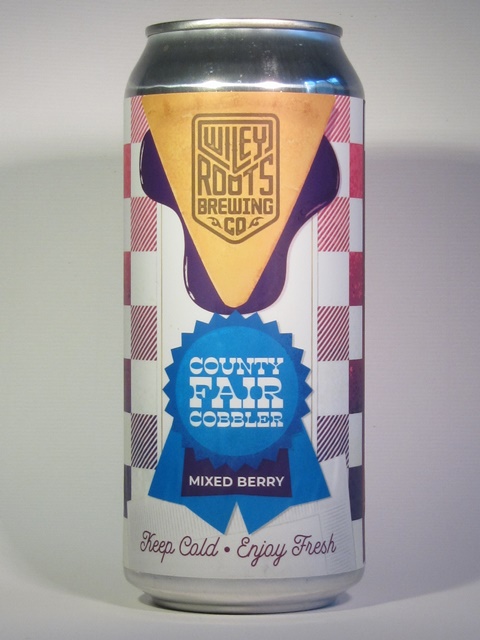 WILEY
ROOTS
BREWING
CO
COUNTY
FAIR
COBBLER
MIXED BERRY
Keep Cold • Enjoy Fresh